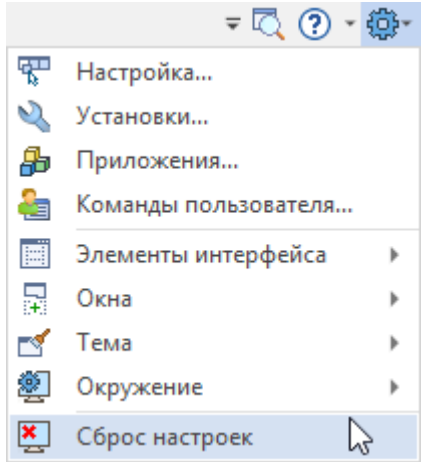 Настройка...
Установки...
Приложения...
Команды пользователя...
Элементы интерфейса
Окна
Тема
Окружение
Сброс настроек